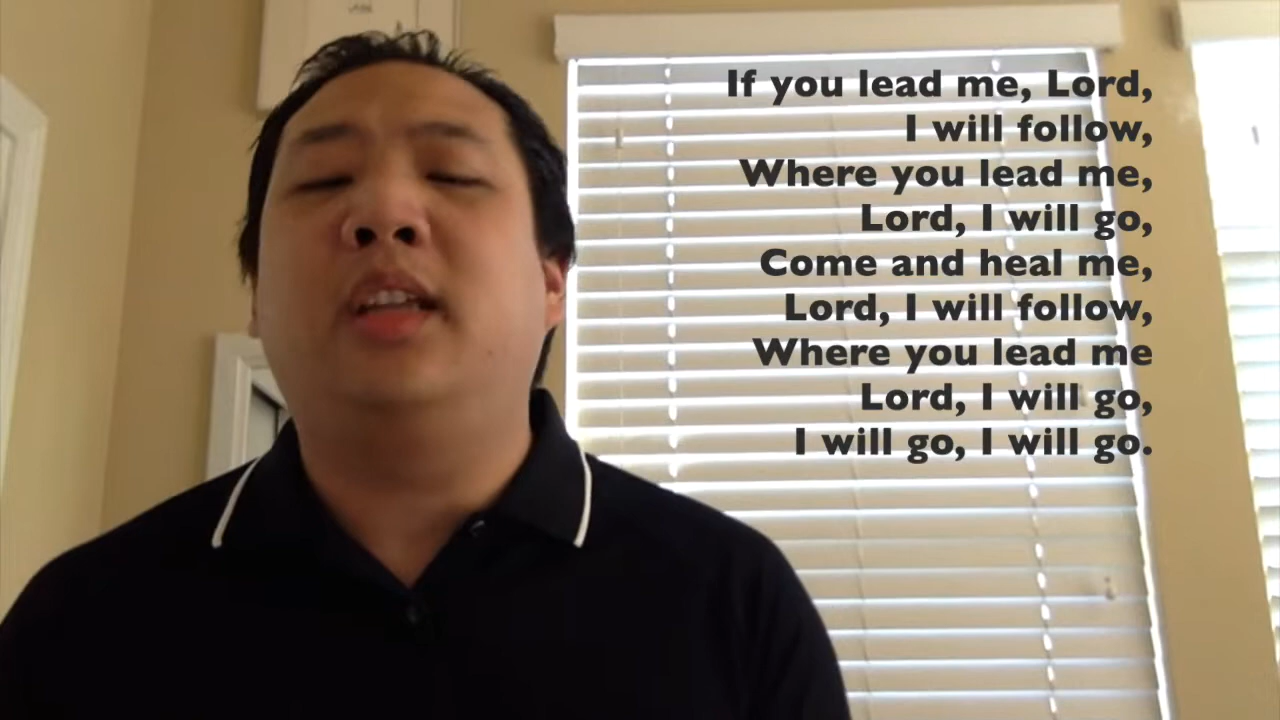 If you lead me, Lord,
I will follow,
Where you lead me,
Lord, I will go,
Come and heal me,
Lord, I will follow,
Where you lead me
Lord, I will go,
I will go, I will go.